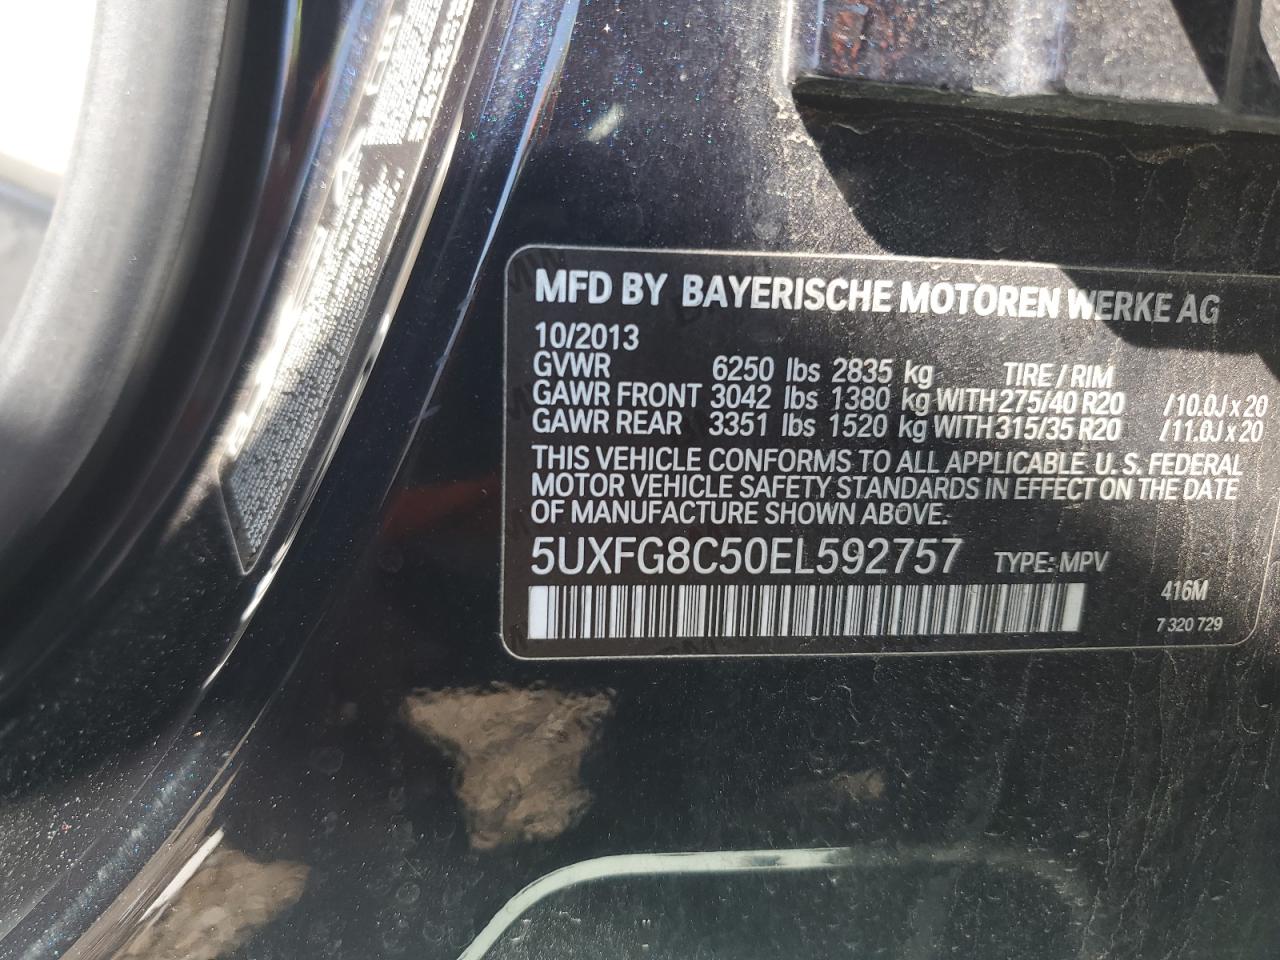 MFD BY BAYERISCHE MOTOREN WERKE AG
10/2013
GVWR 6250 lbs 2835 kg TIRE / RIM
GAWR FRONT 3042 lbs 1380 kg WITH 275/40 R20 /10.0J x 20
GAWR REAR 3351 lbs 1520 kg WITH 315/35 R20 /11.0J x 20
THIS VEHICLE CONFORMS TO ALL APPLICABLE U. S. FEDERAL
MOTOR VEHICLE SAFETY STANDARDS IN EFFECT ON THE DATE
OF MANUFACTURE SHOWN ABOVE.
5UXFG8C50EL592757 TYPE: MPV
416M
7 320 729